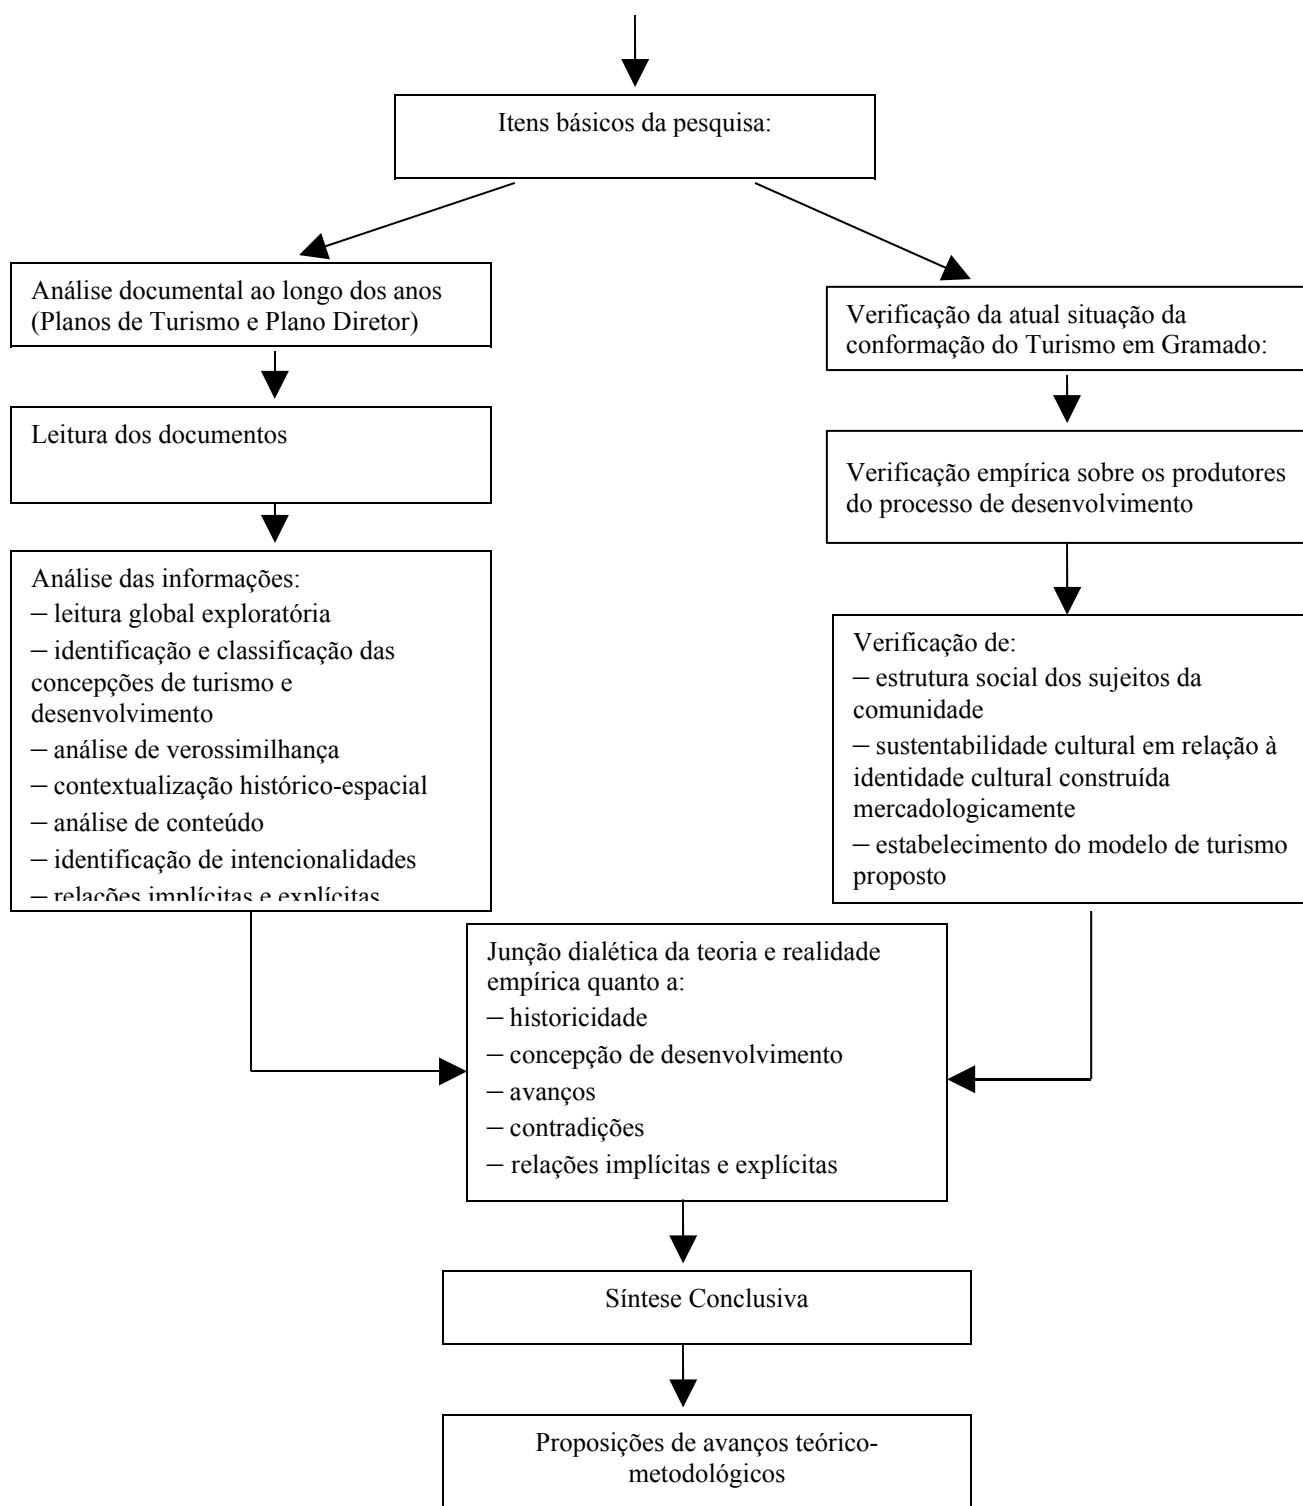 Itens básicos da pesquisa:
Análise documental ao longo dos anos
(Planos de Turismo e Plano Diretor)
Leitura dos documentos
Análise das informações:
– leitura global exploratória
– identificação e classificação das
concepções de turismo e
desenvolvimento
– análise de verossimilhança
– contextualização histórico-espacial
– análise de conteúdo
– identificação de intencionalidades
– relações implícitas e explícitas
Verificação da atual situação da
conformação do Turismo em Gramado:
Verificação empírica sobre os produtores
do processo de desenvolvimento
Verificação de:
– estrutura social dos sujeitos da
comunidade
– sustentabilidade cultural em relação à
identidade cultural construída
mercadologicamente
– estabelecimento do modelo de turismo
proposto
Junção dialética da teoria e realidade
empírica quanto a:
– historicidade
– concepção de desenvolvimento
– avanços
– contradições
– relações implícitas e explícitas
Síntese Conclusiva
Proposições de avanços teórico-
metodológicos